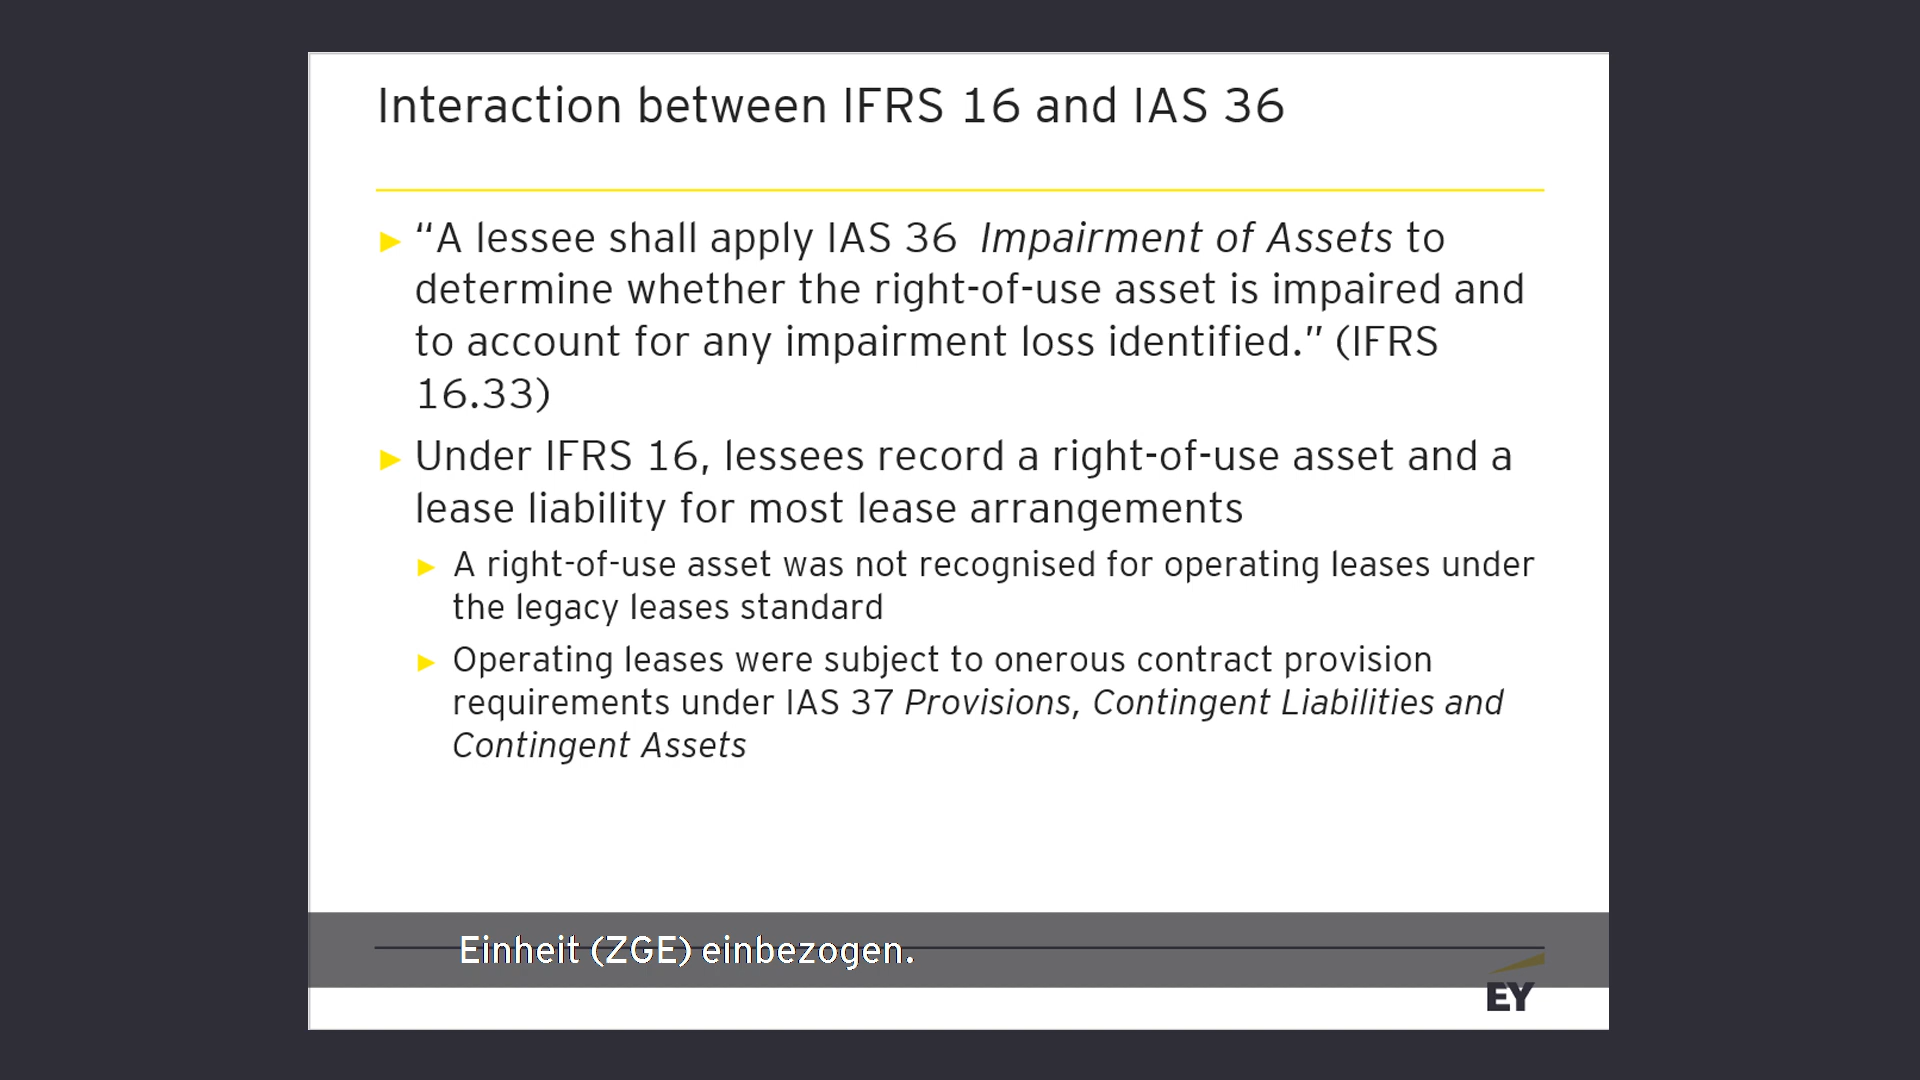 Interaction between IFRS 16 and IAS 36
► “A lessee shall apply IAS 36 Impairment of Assets to
determine whether the right-of-use asset is impaired and
to account for any impairment loss identified.” (IFRS
16.33)
► Under IFRS 16, lessees record a right-of-use asset and a
lease liability for most lease arrangements
► A right-of-use asset was not recognised for operating leases under
the legacy leases standard
► Operating leases were subject to onerous contract provision
requirements under IAS 37 Provisions, Contingent Liabilities and
Contingent Assets
Einheit (ZGE) einbezogen.
EY